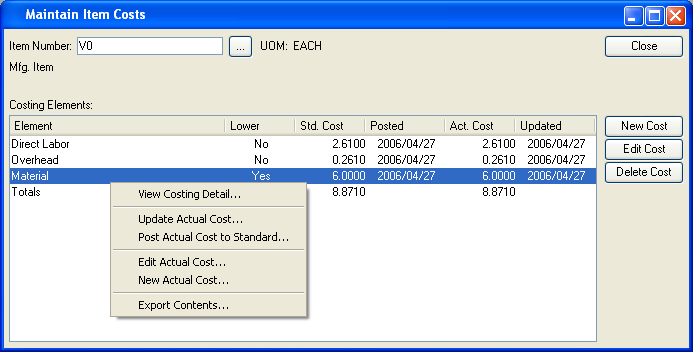 Maintain Item Costs
Item Number: V0 ... UOM: EACH Close
Mfg. Item
Costing Elements:
Element Lower Std. Cost Posted Act. Cost Updated New Cost
Direct Labor No 2.6100 2006/04/27 2.6100 2006/04/27 Edit Cost
Overhead No 0.2610 2006/04/27 0.2610 2006/04/27
Material Yes 6.0000 2006/04/27 6.0000 2006/04/27 Delete Cost
Totals 8.8710 8.8710
View Costing Detail...
Update Actual Cost...
Post Actual Cost to Standard...
Edit Actual Cost...
New Actual Cost...
Export Contents...